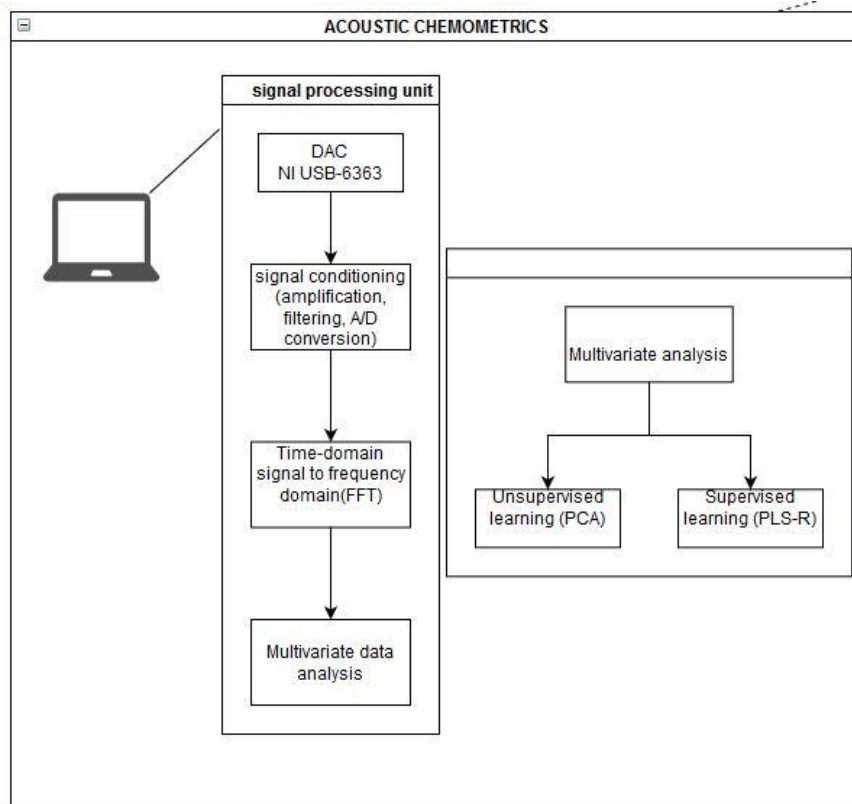 ACOUSTIC CHEMOMETRICS
signal processing unit
DAC
NI USB-6363
signal conditioning
(amplification,
filtering, A/D
conversion)
Time-domain
signal to frequency
domain(FFT)
Multivariate data
analysis
Multivariate analysis
Unsupervised
learning (PCA)
Supervised
learning (PLS-R)